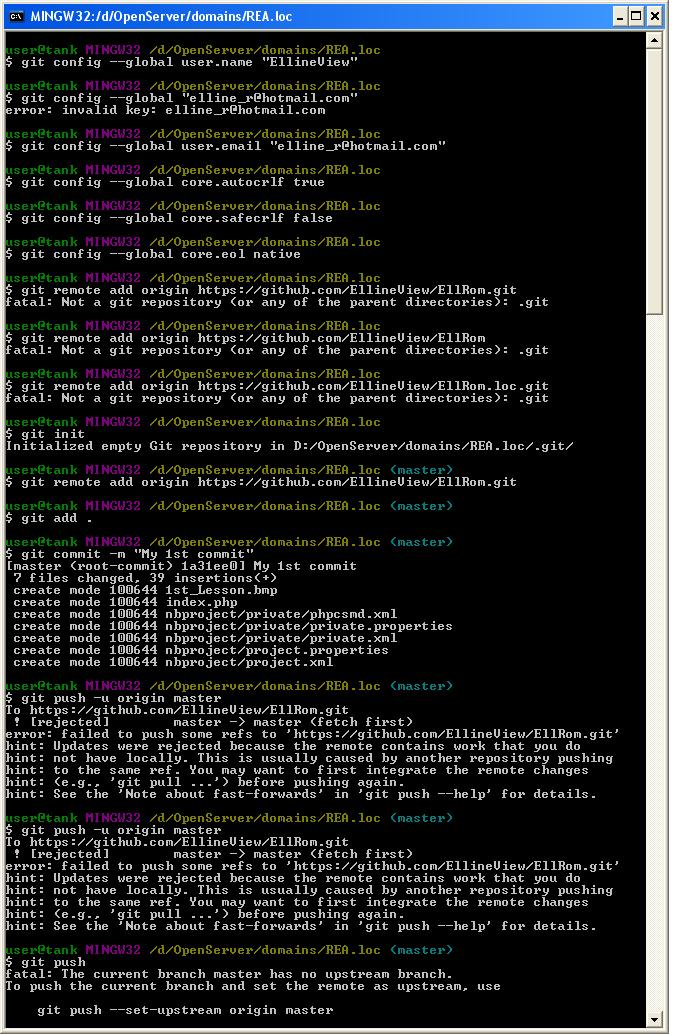 MINGW32:/d/OpenServer/domains/REA.loc
user@tank MINGW32 /d/OpenServer/domains/REA.loc
$ git config --global user.name "EllineView"
user@tank MINGW32 /d/OpenServer/domains/REA.loc
$ git config --global "elline_r@hotmail.com"
error: invalid key: elline_r@hotmail.com
user@tank MINGW32 /d/OpenServer/domains/REA.loc
$ git config --global user.email "elline_r@hotmail.com"
user@tank MINGW32 /d/OpenServer/domains/REA.loc
$ git config --global core.autocrlf true
user@tank MINGW32 /d/OpenServer/domains/REA.loc
$ git config --global core.safecrlf false
user@tank MINGW32 /d/OpenServer/domains/REA.loc
$ git config --global core.eol native
user@tank MINGW32 /d/OpenServer/domains/REA.loc
$ git remote add origin https://github.com/EllineView/EllRom.git
fatal: Not a git repository (or any of the parent directories): .git
user@tank MINGW32 /d/OpenServer/domains/REA.loc
$ git remote add origin https://github.com/EllineView/EllRom
fatal: Not a git repository (or any of the parent directories): .git
user@tank MINGW32 /d/OpenServer/domains/REA.loc
$ git remote add origin https://github.com/EllineView/EllRom.loc.git
fatal: Not a git repository (or any of the parent directories): .git
user@tank MINGW32 /d/OpenServer/domains/REA.loc
$ git init
Initialized empty Git repository in D:/OpenServer/domains/REA.loc/.git/
user@tank MINGW32 /d/OpenServer/domains/REA.loc (master)
$ git remote add origin https://github.com/EllineView/EllRom.git
user@tank MINGW32 /d/OpenServer/domains/REA.loc (master)
$ git add .
user@tank MINGW32 /d/OpenServer/domains/REA.loc (master)
$ git commit -m "My 1st commit"
[master (root-commit) 1a31ee0] My 1st commit
7 files changed, 39 insertions(+)
create mode 100644 1st_Lesson.bmp
create mode 100644 index.php
create mode 100644 nbproject/private/phpcsmd.xml
create mode 100644 nbproject/private/private.properties
create mode 100644 nbproject/private/private.xml
create mode 100644 nbproject/project.properties
create mode 100644 nbproject/project.xml
user@tank MINGW32 /d/OpenServer/domains/REA.loc (master)
$ git push -u origin master
To https://github.com/EllineView/EllRom.git
! [rejected]        master -> master (fetch first)
error: failed to push some refs to 'https://github.com/EllineView/EllRom.git'
hint: Updates were rejected because the remote contains work that you do
hint: not have locally. This is usually caused by another repository pushing
hint: to the same ref. You may want to first integrate the remote changes
hint: (e.g., 'git pull ...') before pushing again.
hint: See the 'Note about fast-forwards' in 'git push --help' for details.
user@tank MINGW32 /d/OpenServer/domains/REA.loc (master)
$ git push -u origin master
To https://github.com/EllineView/EllRom.git
! [rejected]        master -> master (fetch first)
error: failed to push some refs to 'https://github.com/EllineView/EllRom.git'
hint: Updates were rejected because the remote contains work that you do
hint: not have locally. This is usually caused by another repository pushing
hint: to the same ref. You may want to first integrate the remote changes
hint: (e.g., 'git pull ...') before pushing again.
hint: See the 'Note about fast-forwards' in 'git push --help' for details.
user@tank MINGW32 /d/OpenServer/domains/REA.loc (master)
$ git push
fatal: The current branch master has no upstream branch.
To push the current branch and set the remote as upstream, use
git push --set-upstream origin master